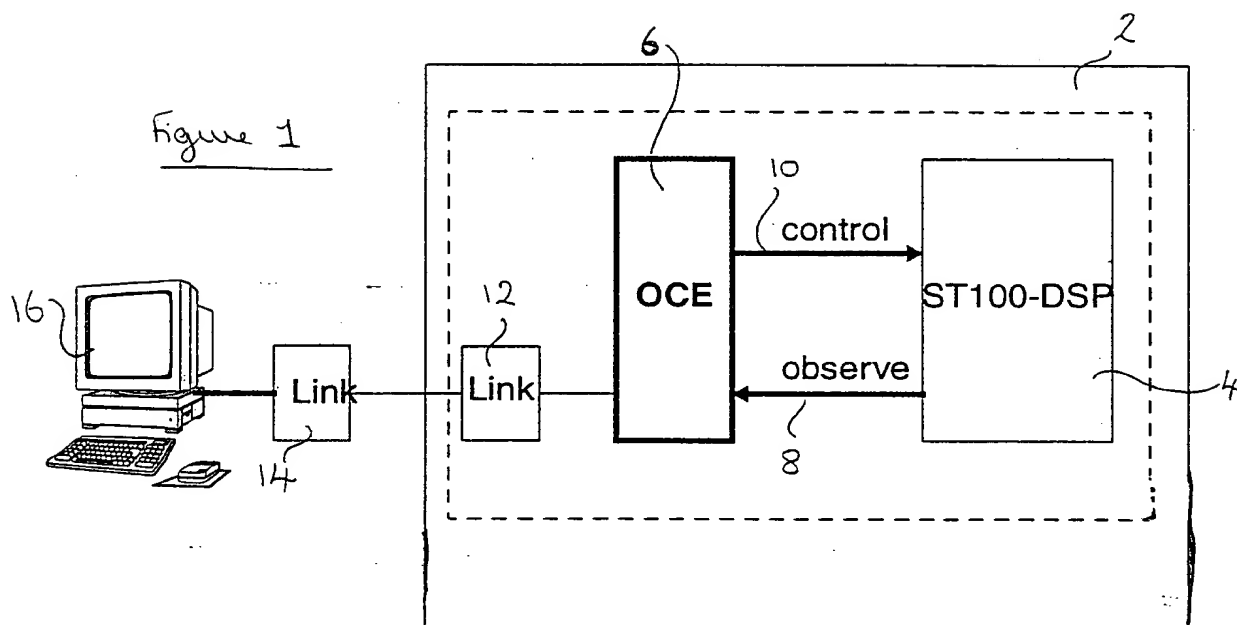 2
6
Figure 1
10
control
OCE
ST100-DSP
16
12
Link
Link
observe
4
8
14